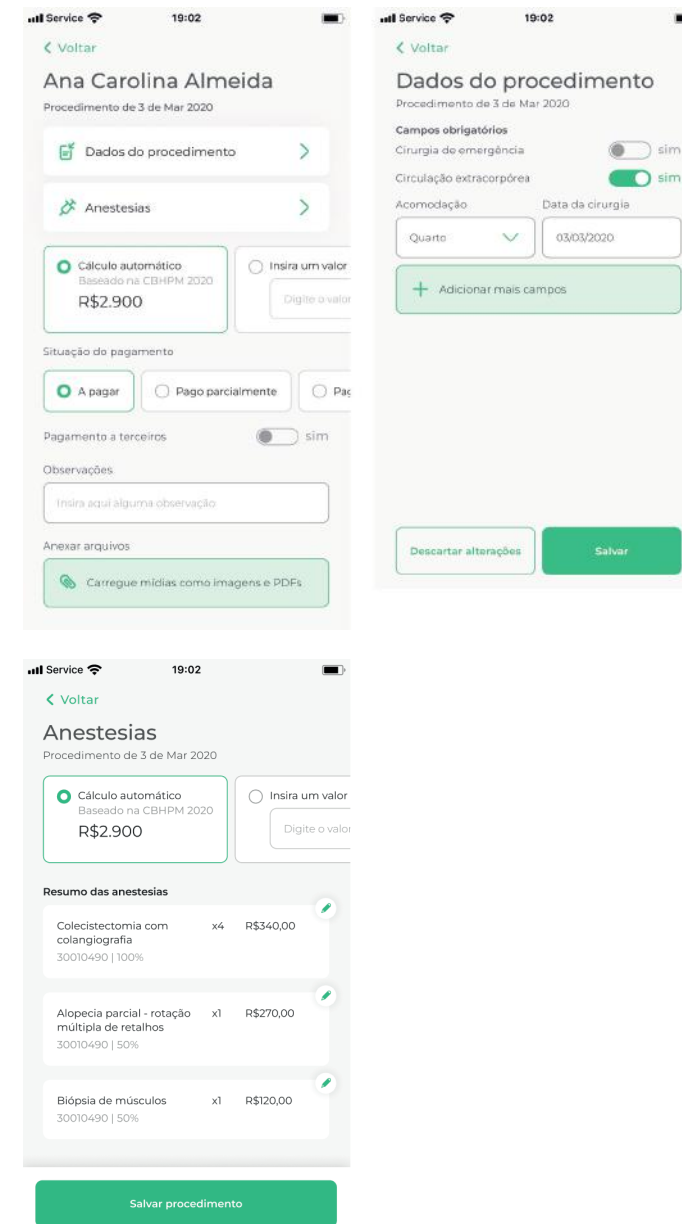 Service 19:02
Voltar
Ana Carolina Almeida
Procedimento de 3 de Mar 2020
Dados do procedimento
Anestesias
Cálculo automático
Baseado na CBHPM 2020
R$2.900
Insira um valor
Digite o valor
Situação do pagamento
A pagar
Pago parcialmente
Pag
Pagamento a terceiros
sim
Observações
Insira aqui alguma observação
Anexar arquivos
Carregue mídias como imagens e PDFs
Service 19:02
Voltar
Dados do procedimento
Procedimento de 3 de Mar 2020
Campos obrigatórios
Cirurgia de emergência
sim
Circulação extracorpórea
sim
Acomodação
Data da cirurgia
Quarto
03/03/2020
Adicionar mais campos
Descartar alterações
Salvar
Service 19:02
Voltar
Anestesias
Procedimento de 3 de Mar 2020
Cálculo automático
Baseado na CBHPM 2020
R$2.900
Insira um valor
Digite o valor
Resumo das anestesias
Colecistectomia com x4 R$340,00
colangiografia
30010490 | 100%
Alopecia parcial - rotação x1 R$270,00
múltipla de retalhos
30010490 | 50%
Biópsia de músculos x1 R$120,00
30010490 | 50%
Salvar procedimento